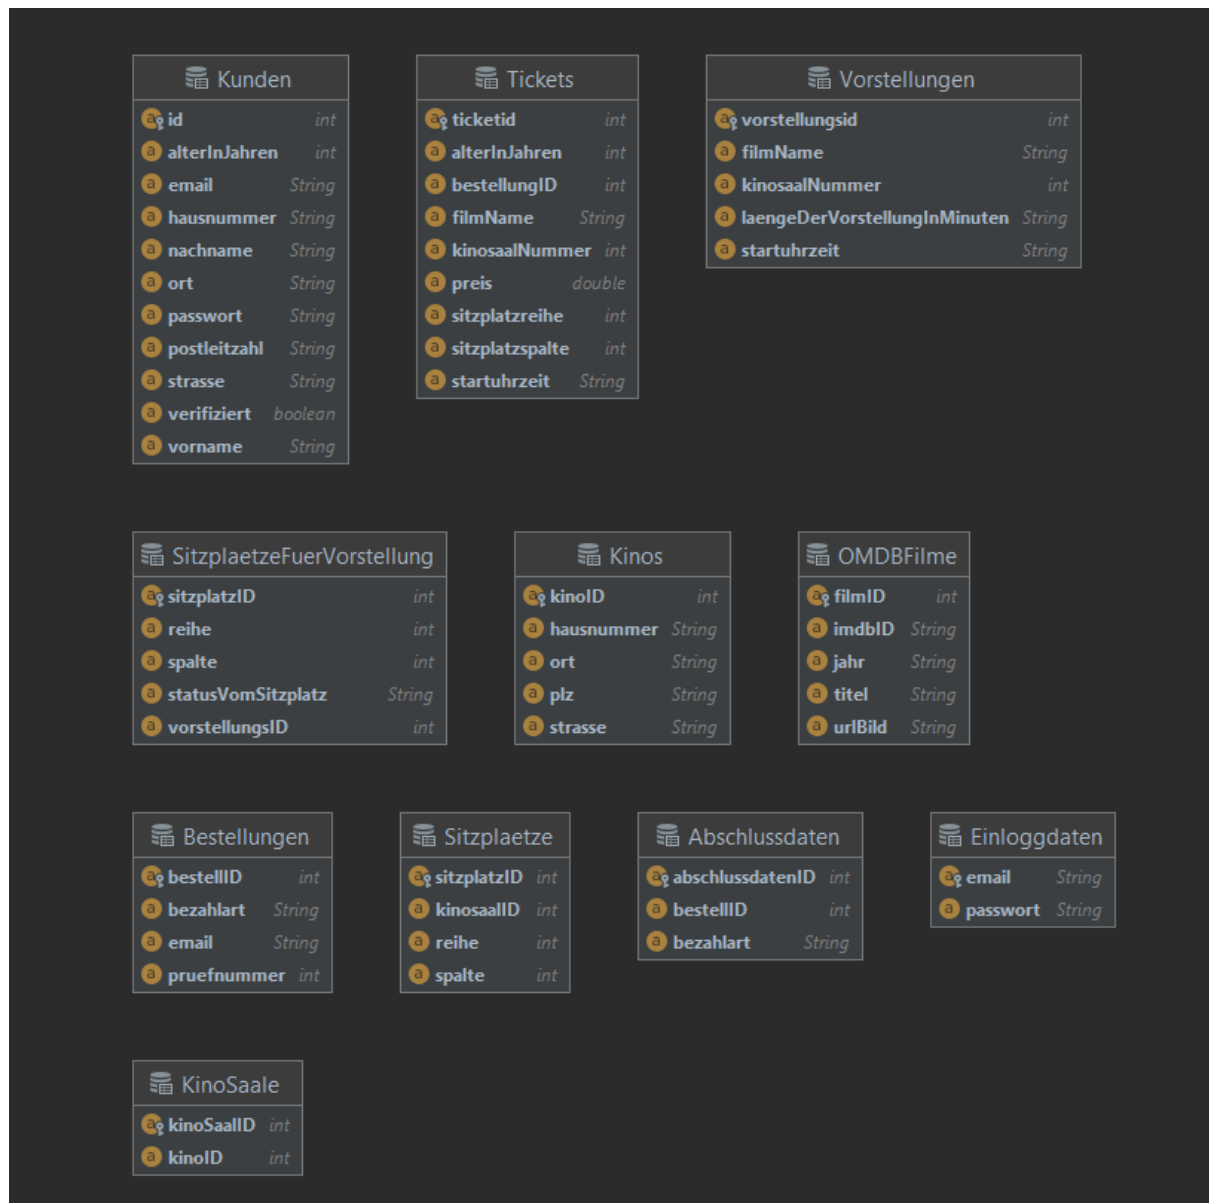 Kunden
id int
alterInJahren int
email String
hausnummer String
nachname String
ort String
passwort String
postleitzahl String
strasse String
verifiziert boolean
vorname String
Tickets
ticketid int
alterInJahren int
bestellungID int
filmName String
kinosaalNummer int
preis double
sitzplatzreihe int
sitzplatzspalte int
startuhrzeit String
Vorstellungen
vorstellungsid int
filmName String
kinosaalNummer int
laengeDerVorstellungInMinuten String
startuhrzeit String
SitzplaetzeFuerVorstellung
sitzplatzID int
reihe int
spalte int
statusVomSitzplatz String
vorstellungsID int
Kinos
kinoID int
hausnummer String
ort String
plz String
strasse String
OMDBFilme
filmID int
imdbID String
jahr String
titel String
urlBild String
Bestellungen
bestellID int
bezahlart String
email String
pruefnummer int
Sitzplaetze
sitzplatzID int
kinosaalID int
reihe int
spalte int
Abschlussdaten
abschlussdatenID int
bestellID int
bezahlart String
Einloggdaten
email String
passwort String
KinoSaale
kinoSaalID int
kinoID int